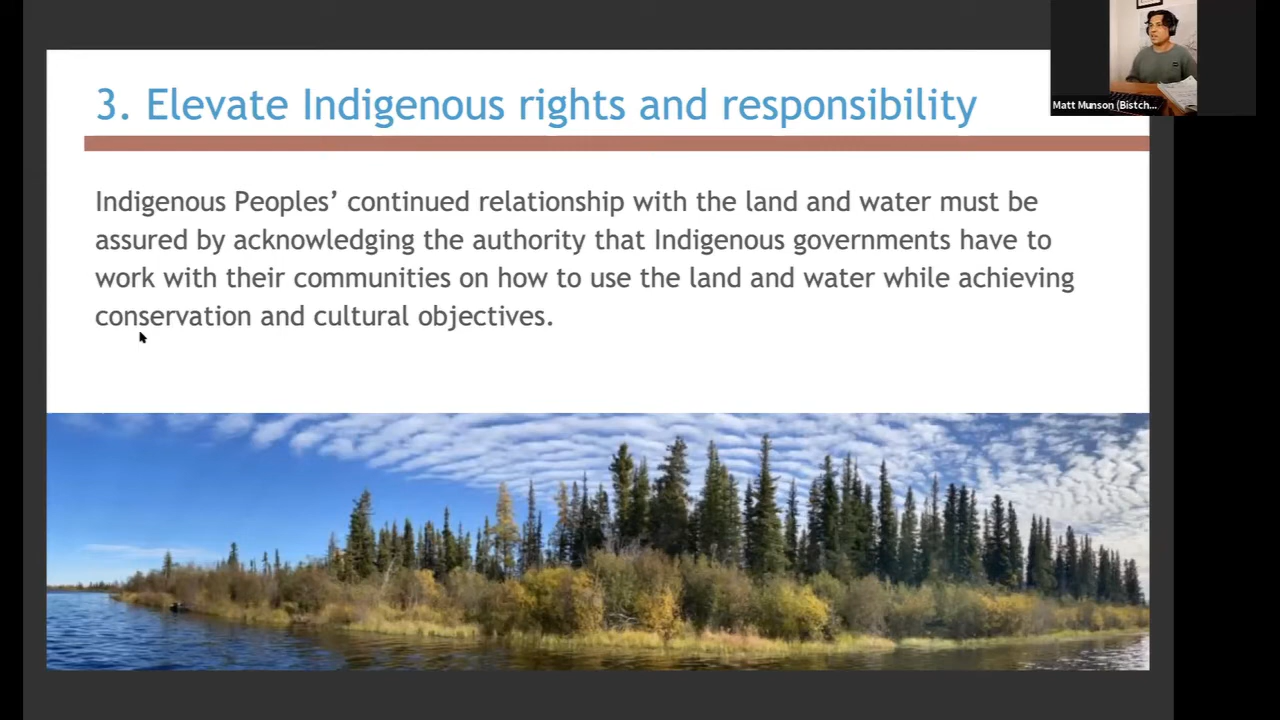 3. Elevate Indigenous rights and responsibility
Matt Munson (Bistch...
Indigenous Peoples’ continued relationship with the land and water must be
assured by acknowledging the authority that Indigenous governments have to
work with their communities on how to use the land and water while achieving
conservation and cultural objectives.